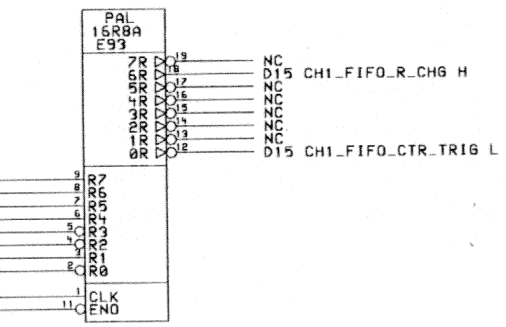 PAL
16R8A
E93
7R 19 NC
6R 18 D15 CH1_FIFO_R_CHG H
5R 17 NC
4R 16 NC
3R 15 NC
2R 14 NC
1R 13 NC
0R 12 D15 CH1_FIFO_CTR_TRIG L
9 R7
8 R6
7 R5
6 R4
5 R3
4 R2
3 R1
2 R0
1 CLK
11 ENO